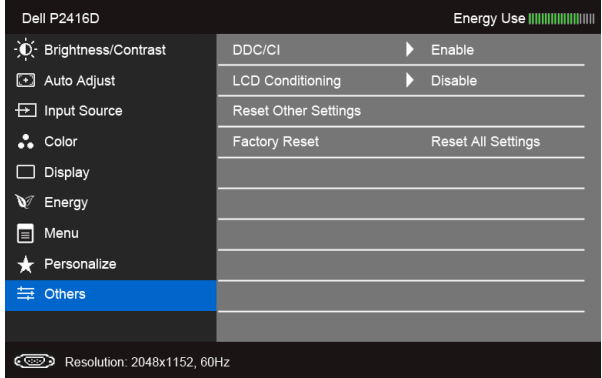 Dell P2416D
Energy Use
Brightness/Contrast
Auto Adjust
Input Source
Color
Display
Energy
Menu
Personalize
Others
DDC/CI Enable
LCD Conditioning Disable
Reset Other Settings
Factory Reset Reset All Settings
Resolution: 2048x1152, 60Hz